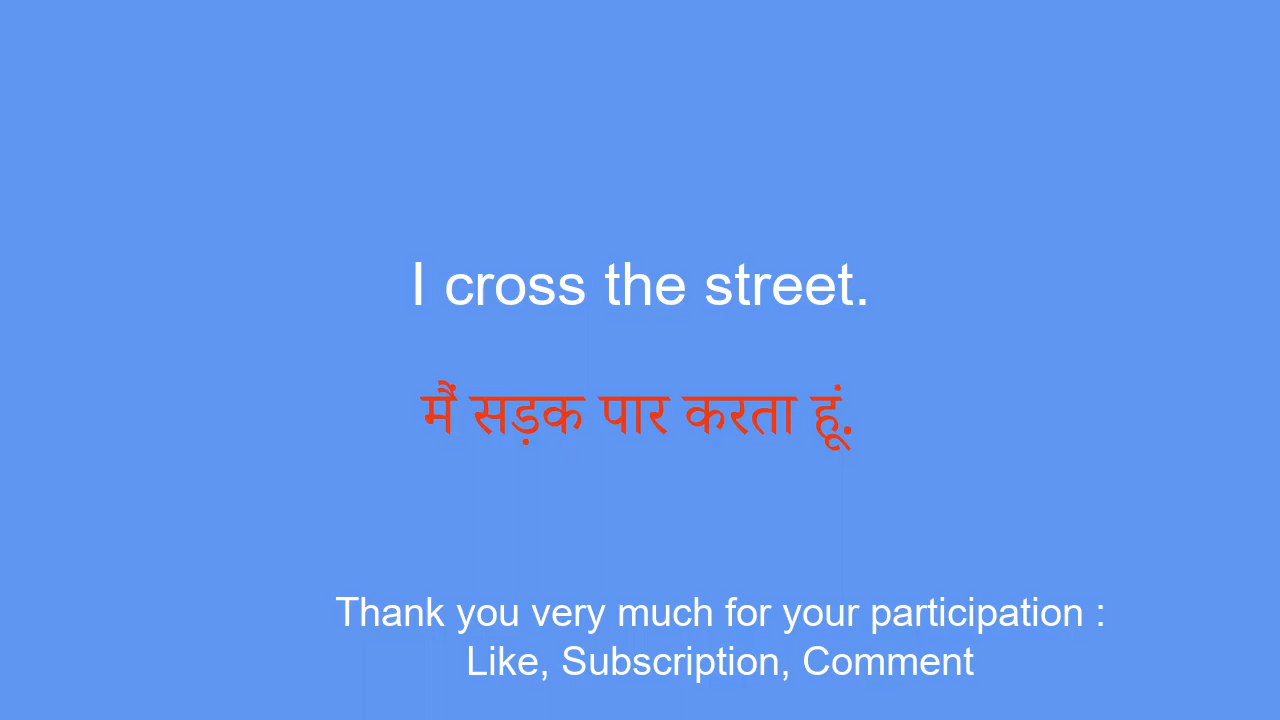 I cross the street.
मैं सड़क पार करता हूं.
Thank you very much for your participation :
Like, Subscription, Comment